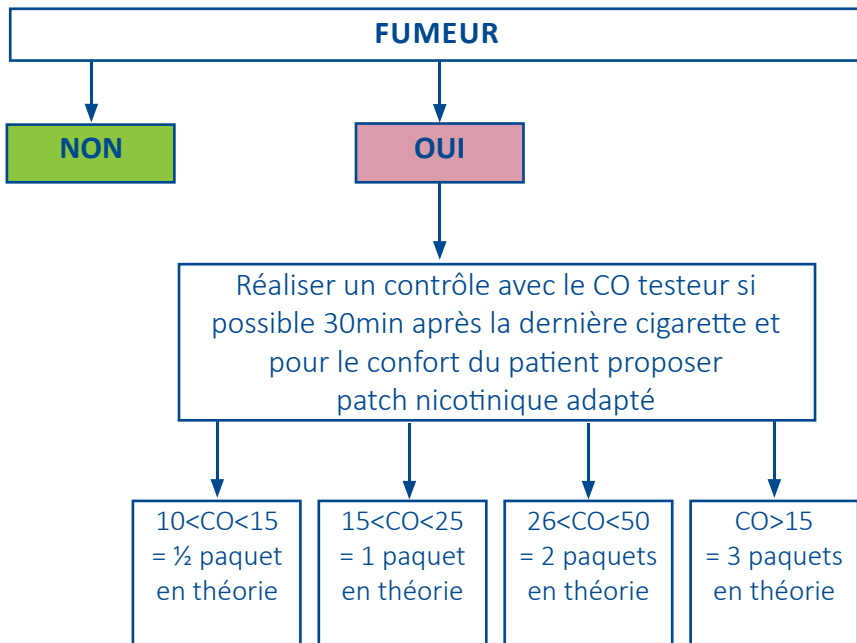 FUMEUR
NON
OUI
Réaliser un contrôle avec le CO testeur si
possible 30min après la dernière cigarette et
pour le confort du patient proposer
patch nicotinique adapté
10<CO<15
= ½ paquet
en théorie
15<CO<25
= 1 paquet
en théorie
26<CO<50
= 2 paquets
en théorie
CO>15
= 3 paquets
en théorie